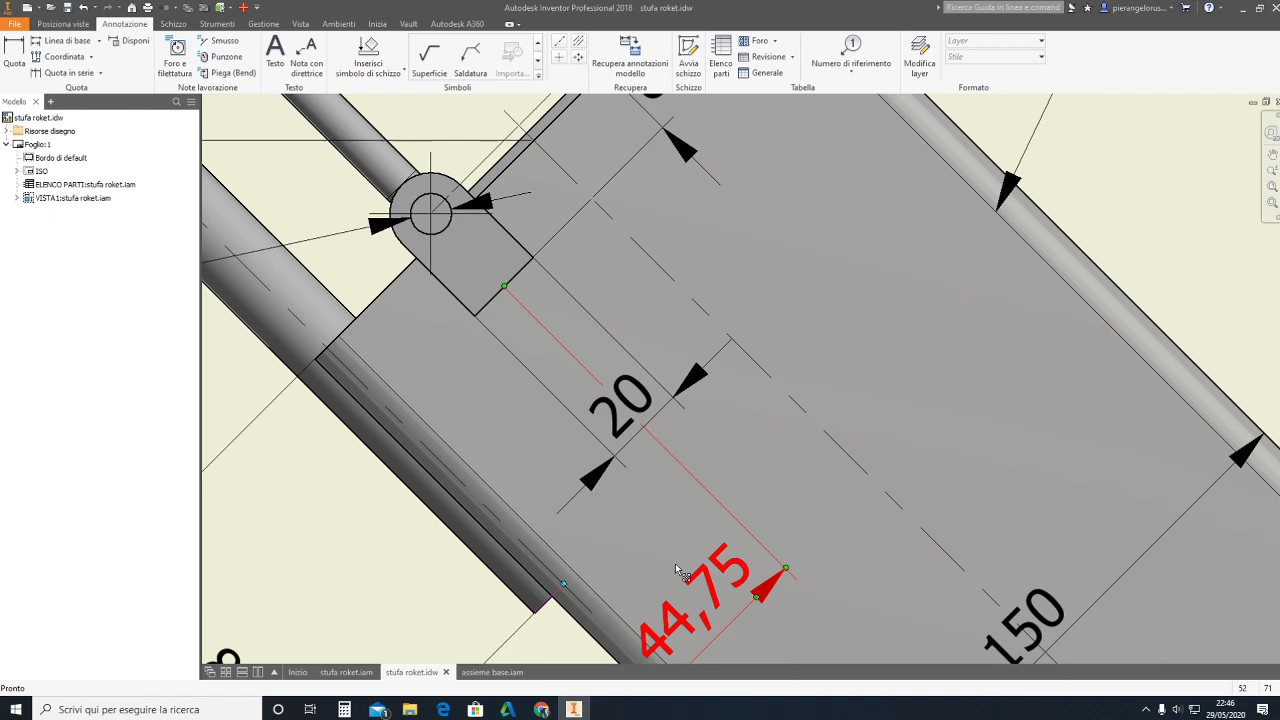 Autodesk Inventor Professional 2018 stufa roket.idw
Ricerca Guida in linea e comand
pierangelorus...
File Posiziona viste Annotazione Schizzo Strumenti Gestione Vista Ambienti Inizia Vault Autodesk A360
Quota
Linea di base
Disponi
Coordinata
Quota in serie
Quota
Foro e filettatura
Smusso
Punzone
Piega (Bend)
Note lavorazione
Testo
Nota con direttrice
Testo
Inserisci simbolo di schizzo
Superficie
Saldatura
Importa...
Simboli
Recupera annotazioni modello
Recupera
Avvia schizzo
Schizzo
Elenco parti
Foro
Revisione
Generale
Numero di riferimento
Tabella
Modifica layer
Layer
Stile
Formato
Modello
stufa roket.idw
Risorse disegno
Foglio:1
Bordo di default
ISO
ELENCO PARTI:stufa roket.iam
VISTA1:stufa roket.iam
20
44,75
150
Inizio
stufa roket.iam
stufa roket.idw
assieme base.iam
Pronto
52 71
Scrivi qui per eseguire la ricerca
22:46
29/05/2020